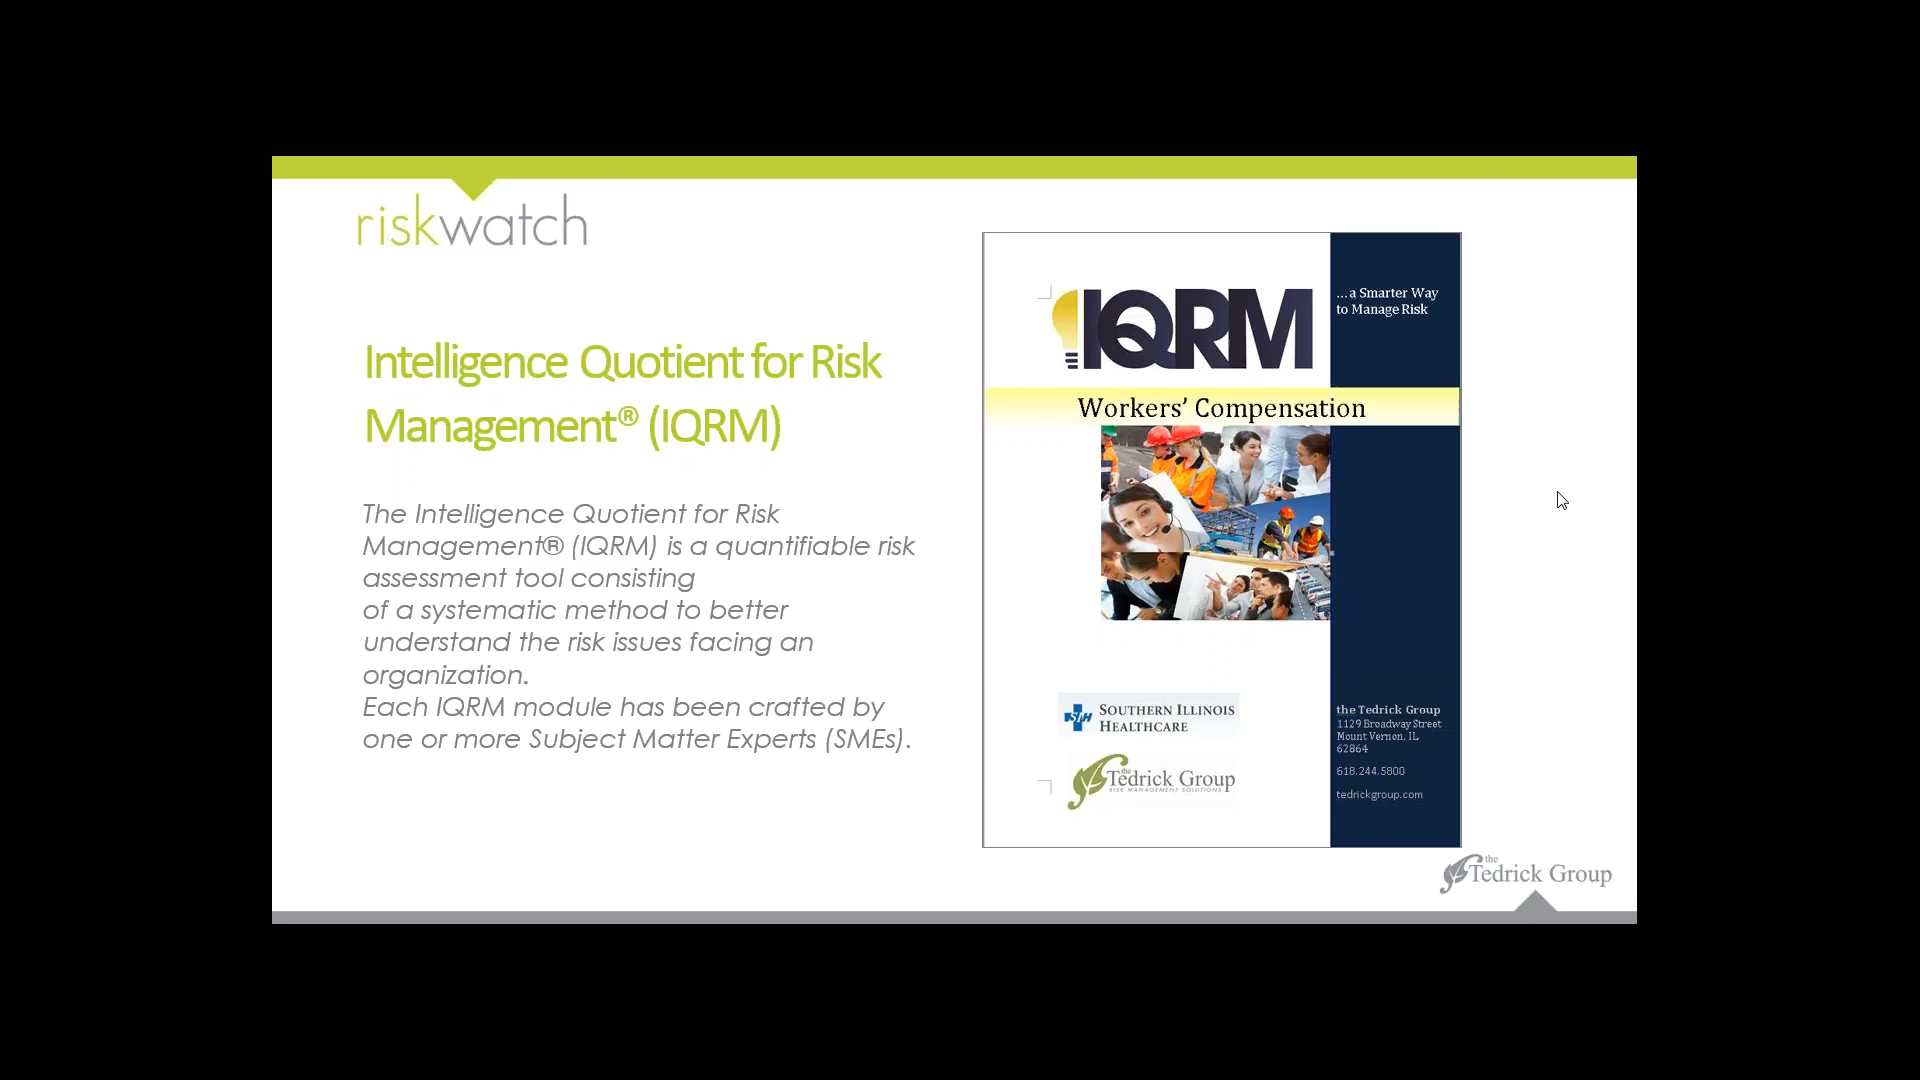 riskwatch
Intelligence Quotient for Risk
Management® (IQRM)
The Intelligence Quotient for Risk
Management® (IQRM) is a quantifiable risk
assessment tool consisting
of a systematic method to better
understand the risk issues facing an
organization.
Each IQRM module has been crafted by
one or more Subject Matter Experts (SMEs).
IQRM
...a Smarter Way
to Manage Risk
Workers' Compensation
SIH
SOUTHERN ILLINOIS
HEALTHCARE
the
Tedrick Group
RISK MANAGEMENT SOLUTIONS
the Tedrick Group
1129 Broadway Street
Mount Vernon, IL
62864
618.244.5800
tedrickgroup.com
the
Tedrick Group